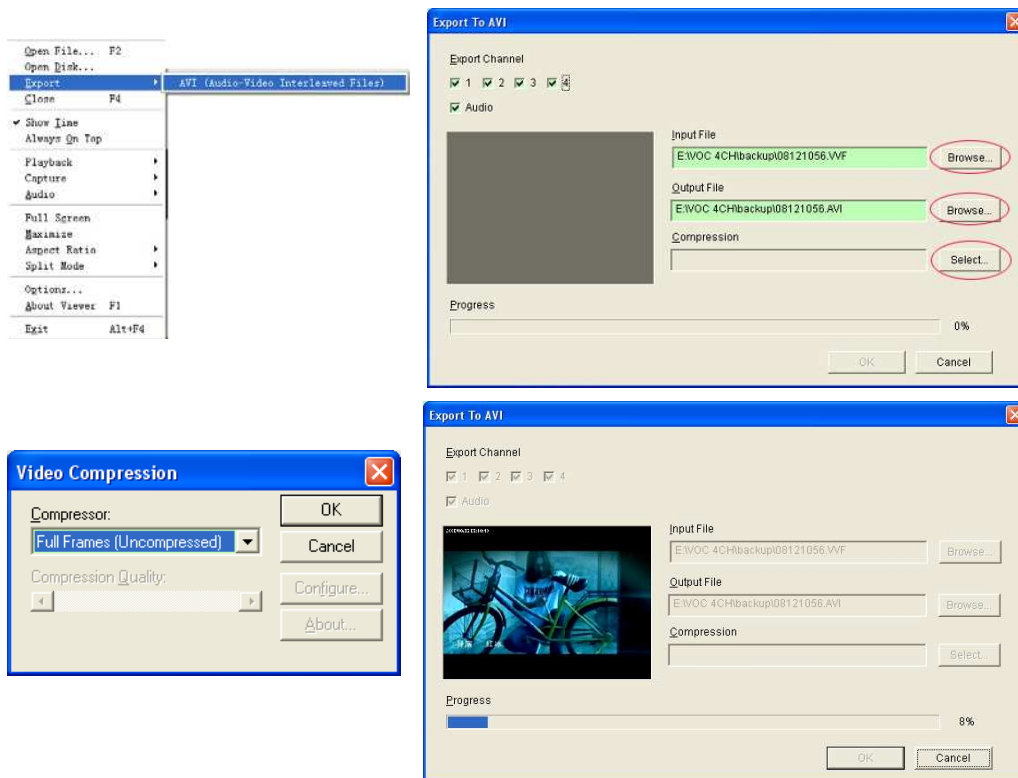 Open File... F2
Open Disk...
Export
AVI (Audio-Video Interleaved Files)
Close F4
Show Time
Always On Top
Playback
Capture
Audio
Full Screen
Maximize
Aspect Ratio
Split Mode
Options...
About Viewer F1
Exit Alt+F4
Export To AVI
Export Channel
1 2 3 4
Audio
Input File
E:\VOC 4CH\backup\08121056.VVF
Browse...
Output File
E:\VOC 4CH\backup\08121056.AVI
Browse...
Compression
Select...
Progress
0%
OK Cancel
Video Compression
Compressor:
OK
Full Frames (Uncompressed)
Cancel
Compression Quality:
Configure...
About...
Export To AVI
Export Channel
1 2 3 4
Audio
Input File
E:\VOC 4CH\backup\08121056.VVF
Browse...
Output File
E:\VOC 4CH\backup\08121056.AVI
Browse...
Compression
Select...
Progress
8%
OK Cancel